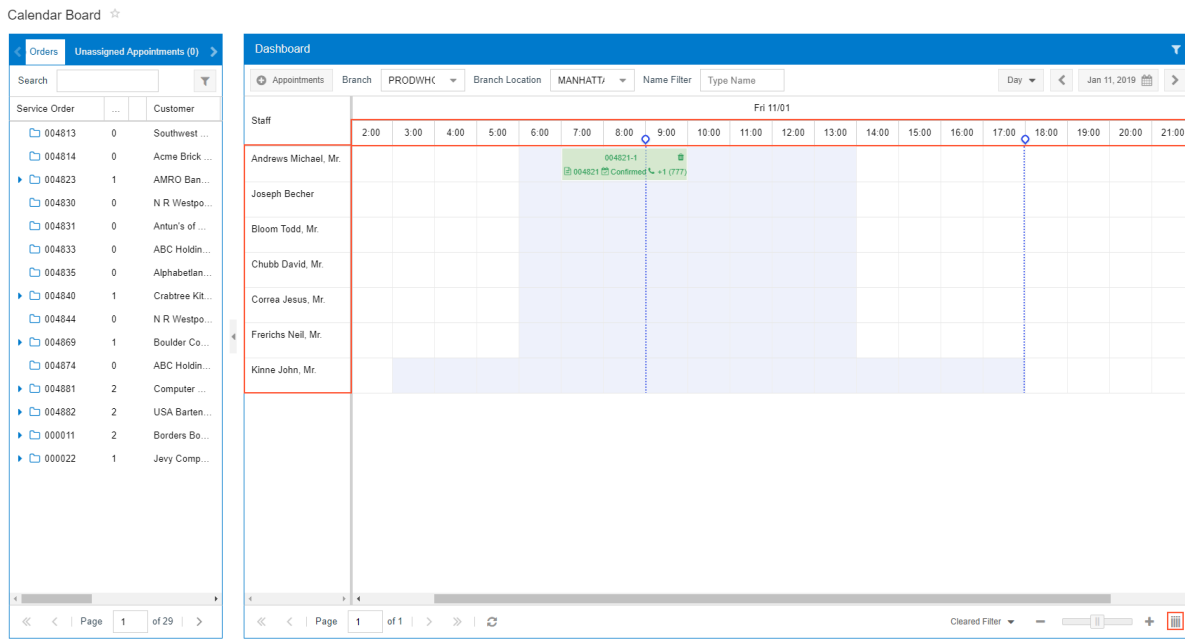 Calendar Board
Orders Unassigned Appointments (0)
Search
Service Order ... Customer
004813 0 Southwest ...
004814 0 Acme Brick ...
004823 1 AMRO Ban...
004830 0 N R Westpo...
004831 0 Antun's of ...
004833 0 ABC Holdin...
004835 0 Alphabetlan...
004840 1 Crabtree Kit...
004844 0 N R Westpo...
004869 1 Boulder Co...
004874 0 ABC Holdin...
004881 2 Computer ...
004882 2 USA Barten...
000011 2 Borders Bo...
000022 1 Jevy Comp...
Page 1 of 29
Dashboard
Appointments Branch PRODWH( Branch Location MANHATT Name Filter Type Name Day Jan 11, 2019
Fri 11/01
Staff
2:00 3:00 4:00 5:00 6:00 7:00 8:00 9:00 10:00 11:00 12:00 13:00 14:00 15:00 16:00 17:00 18:00 19:00 20:00 21:00
Andrews Michael, Mr.
004821-1
004821 Confirmed +1 (777)
Joseph Becher
Bloom Todd, Mr.
Chubb David, Mr.
Correa Jesus, Mr.
Frerichs Neil, Mr.
Kinne John, Mr.
Page 1 of 1 Cleared Filter